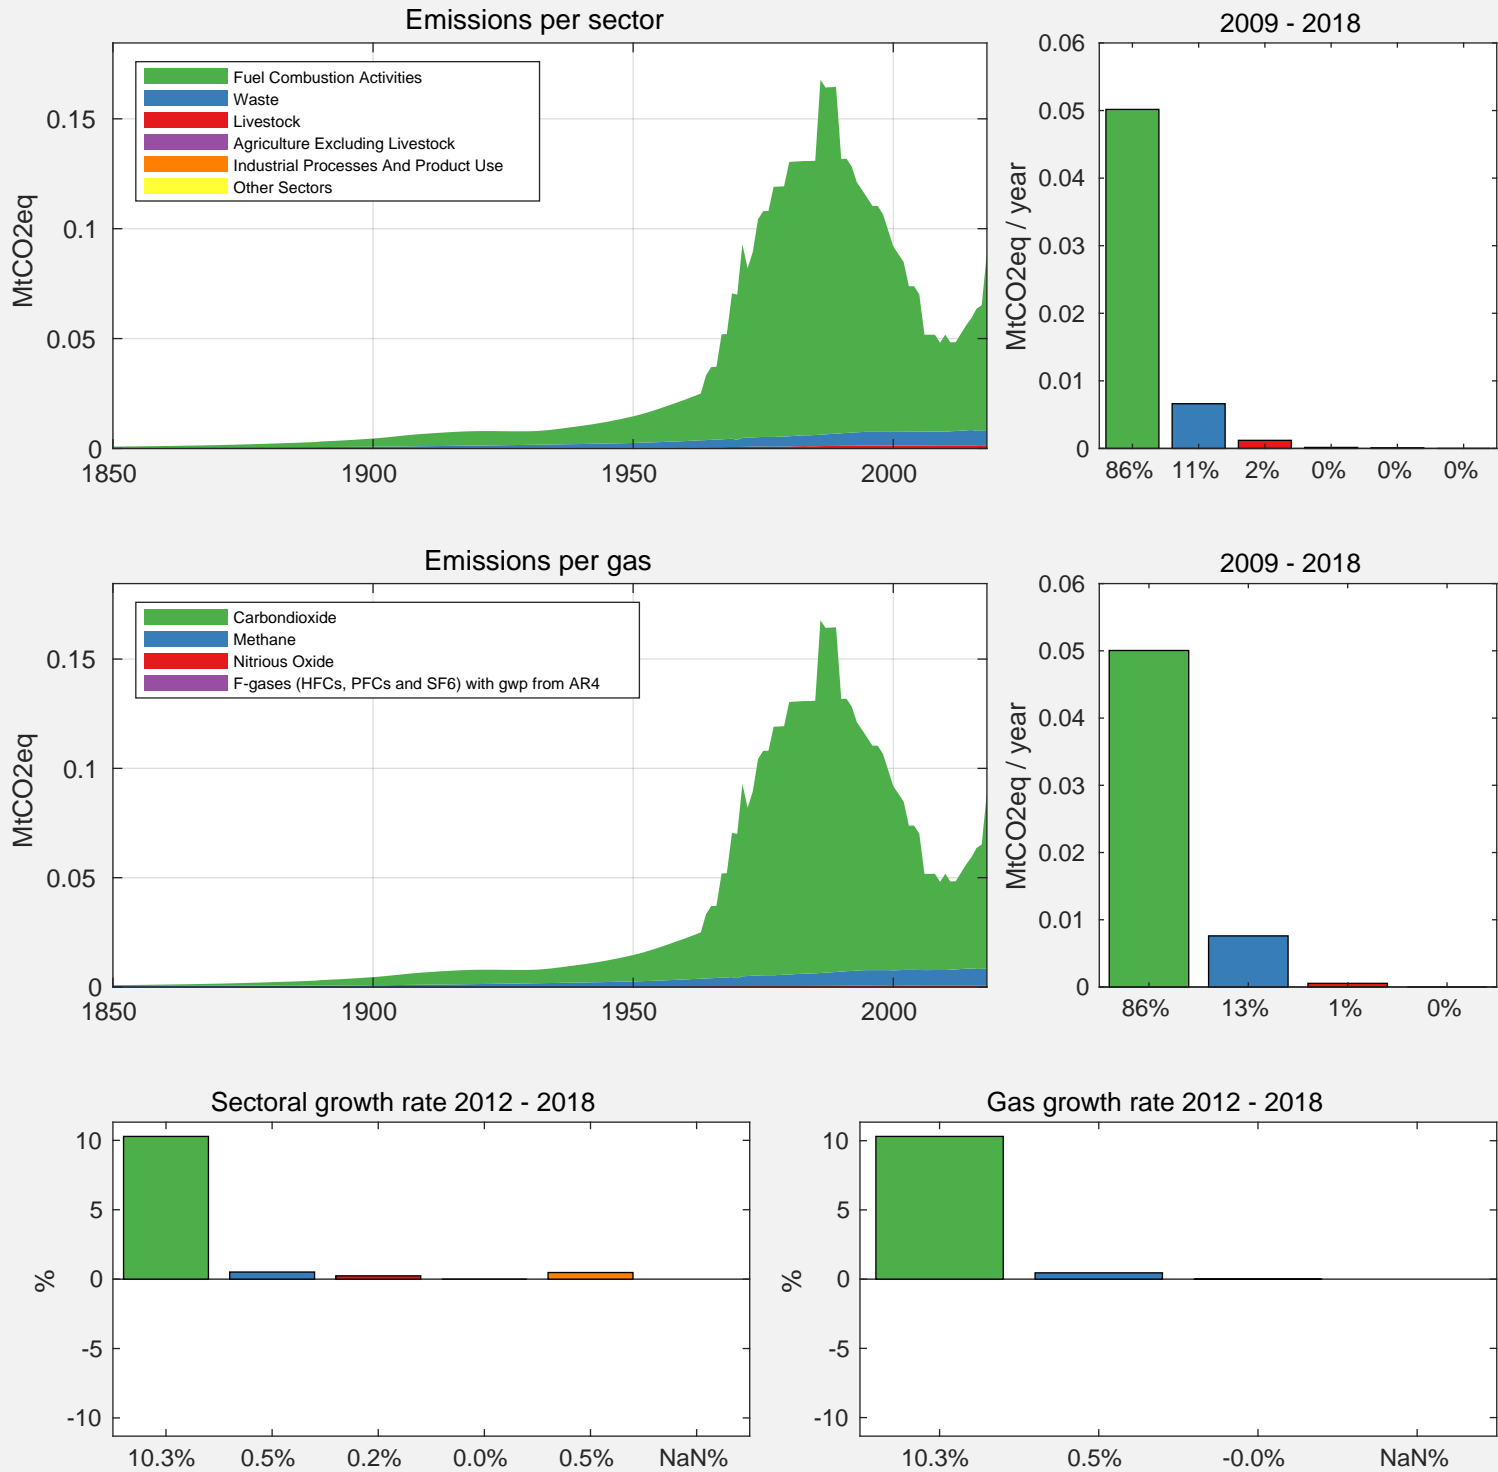 Emissions per sector
MtCO2eq
0.15
0.1
0.05
0
1850
1900
1950
2000
Fuel Combustion Activities
Waste
Livestock
Agriculture Excluding Livestock
Industrial Processes And Product Use
Other Sectors
2009 - 2018
MtCO2eq / year
0.06
0.05
0.04
0.03
0.02
0.01
0
86%
11%
2%
0%
0%
0%
Emissions per gas
MtCO2eq
0.15
0.1
0.05
0
1850
1900
1950
2000
Carbondioxide
Methane
Nitrious Oxide
F-gases (HFCs, PFCs and SF6) with gwp from AR4
2009 - 2018
MtCO2eq / year
0.06
0.05
0.04
0.03
0.02
0.01
0
86%
13%
1%
0%
Sectoral growth rate 2012 - 2018
%
10
5
0
-5
-10
10.3%
0.5%
0.2%
0.0%
0.5%
NaN%
Gas growth rate 2012 - 2018
%
10
5
0
-5
-10
10.3%
0.5%
-0.0%
NaN%